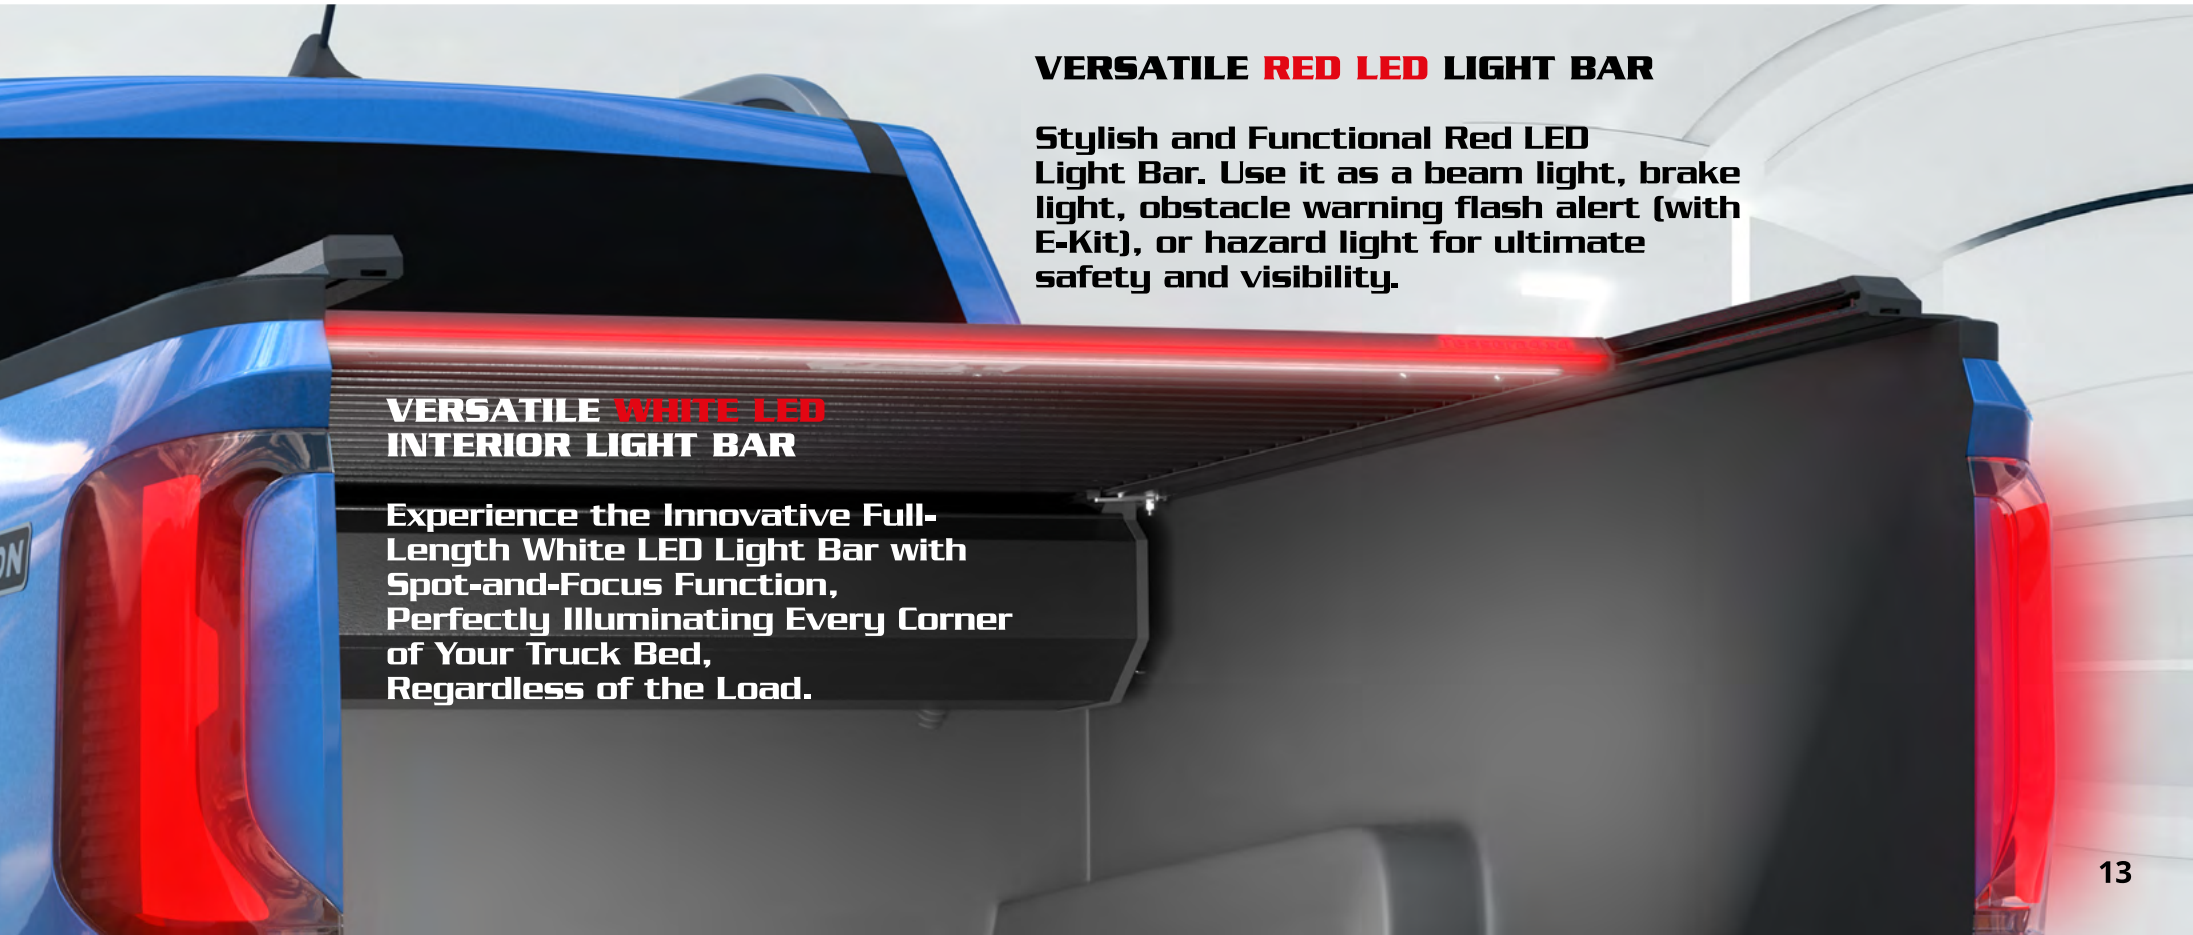 VERSATILE RED LED LIGHT BAR
Stylish and Functional Red LED
Light Bar. Use it as a beam light, brake
light, obstacle warning flash alert (with
E-Kit), or hazard light for ultimate
safety and visibility.
VERSATILE WHITE LED
INTERIOR LIGHT BAR
Experience the Innovative Full-
Length White LED Light Bar with
Spot-and-Focus Function,
Perfectly Illuminating Every Corner
of Your Truck Bed,
Regardless of the Load.
ON
13